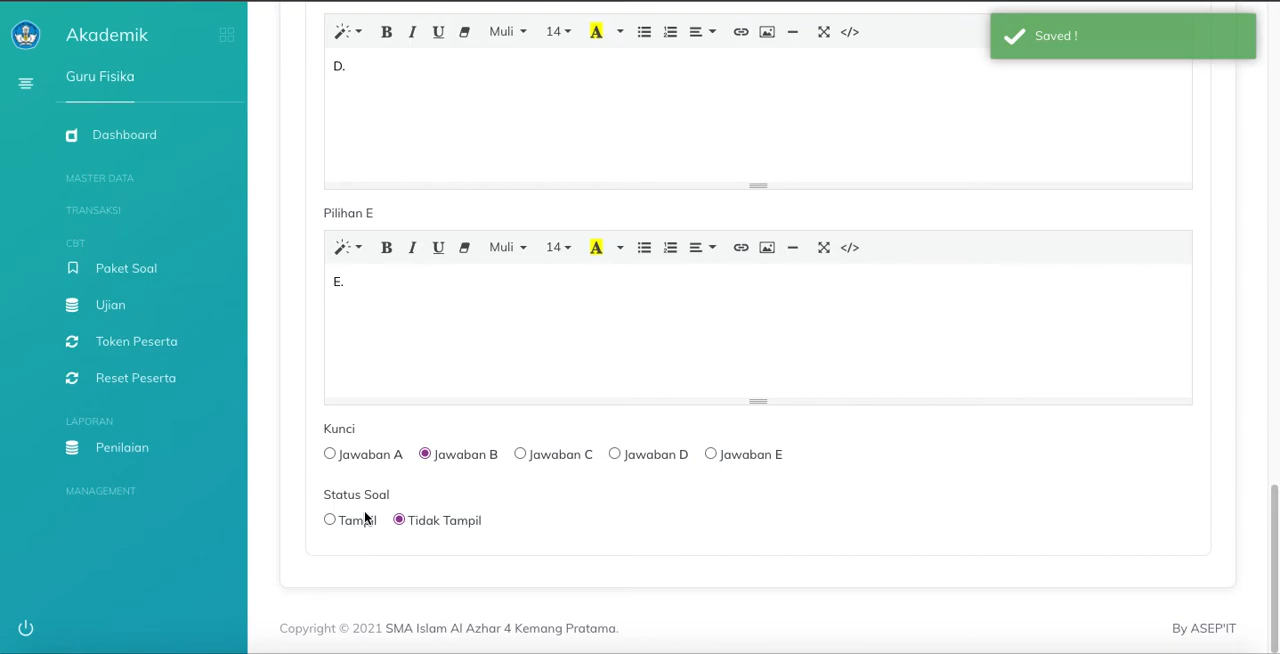 Akademik
Guru Fisika
Dashboard
MASTER DATA
TRANSAKSI
CBT
Paket Soal
Ujian
Token Peserta
Reset Peserta
LAPORAN
Penilaian
MANAGEMENT
Saved !
B I U Muli 14 A </>
D.
Pilihan E
B I U Muli 14 A </>
E.
Kunci
Jawaban A Jawaban B Jawaban C Jawaban D Jawaban E
Status Soal
Tampil Tidak Tampil
Copyright © 2021 SMA Islam Al Azhar 4 Kemang Pratama. By ASEP'IT